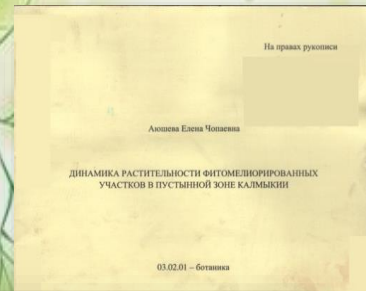 На правах рукописи
Аюшева Елена Чопаевна
ДИНАМИКА РАСТИТЕЛЬНОСТИ ФИТОМЕЛИОРИРОВАННЫХ
УЧАСТКОВ В ПУСТЫННОЙ ЗОНЕ КАЛМЫКИИ
03.02.01 – ботаника